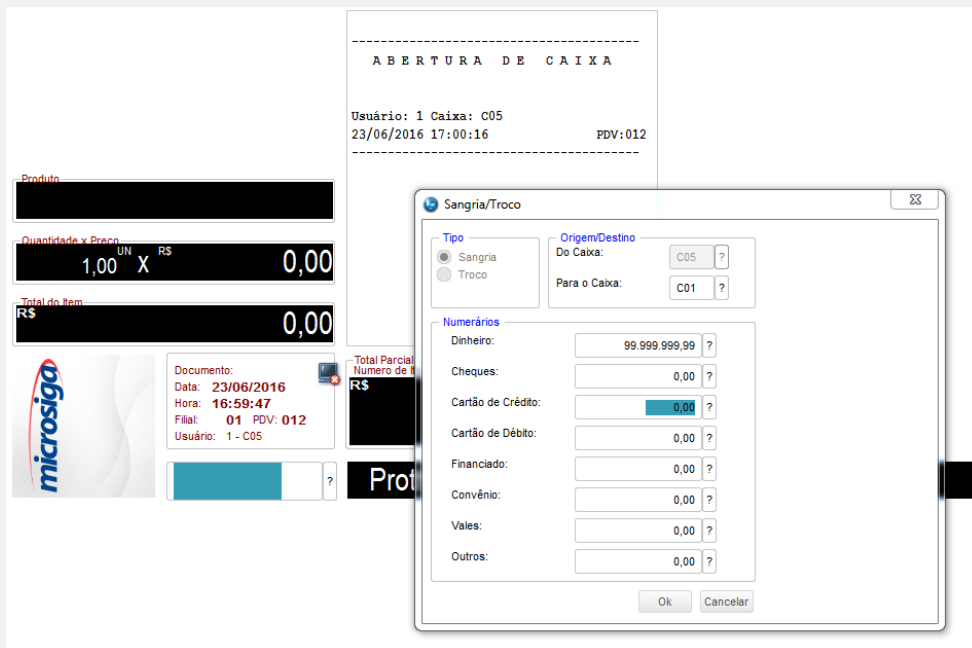 ---------------------------------------
A B E R T U R A D E C A I X A
Usuário: 1 Caixa: C05
23/06/2016 17:00:16 PDV:012
---------------------------------------
Produto
Quantidade x Preço
1,00 UN X R$ 0,00
Total do Item
R$ 0,00
microsiga
Documento:
Data: 23/06/2016
Hora: 16:59:47
Filial: 01 PDV: 012
Usuário: 1 - C05
?
Total Parcial
Numero de It
R$
Prot
Sangria/Troco
Tipo
Sangria
Troco
Origem/Destino
Do Caixa: C05 ?
Para o Caixa: C01 ?
Numerários
Dinheiro: 99.999.999,99 ?
Cheques: 0,00 ?
Cartão de Crédito: 0,00 ?
Cartão de Débito: 0,00 ?
Financiado: 0,00 ?
Convênio: 0,00 ?
Vales: 0,00 ?
Outros: 0,00 ?
Ok Cancelar